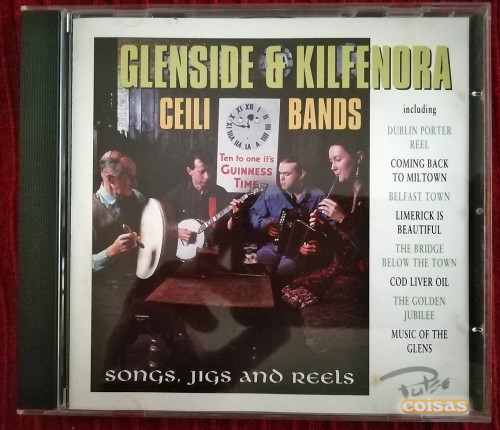 GLENSIDE & KILFENORA
CEILI BANDS
Ten to one it's
GUINNESS
TIME
including
DUBLIN PORTER
REEL
COMING BACK
TO MILTOWN
BELFAST TOWN
LIMERICK IS
BEAUTIFUL
THE BRIDGE
BELOW THE TOWN
COD LIVER OIL
THE GOLDEN
JUBILEE
MUSIC OF THE
GLENS
SONGS, JIGS AND REELS
PULSE
coisas